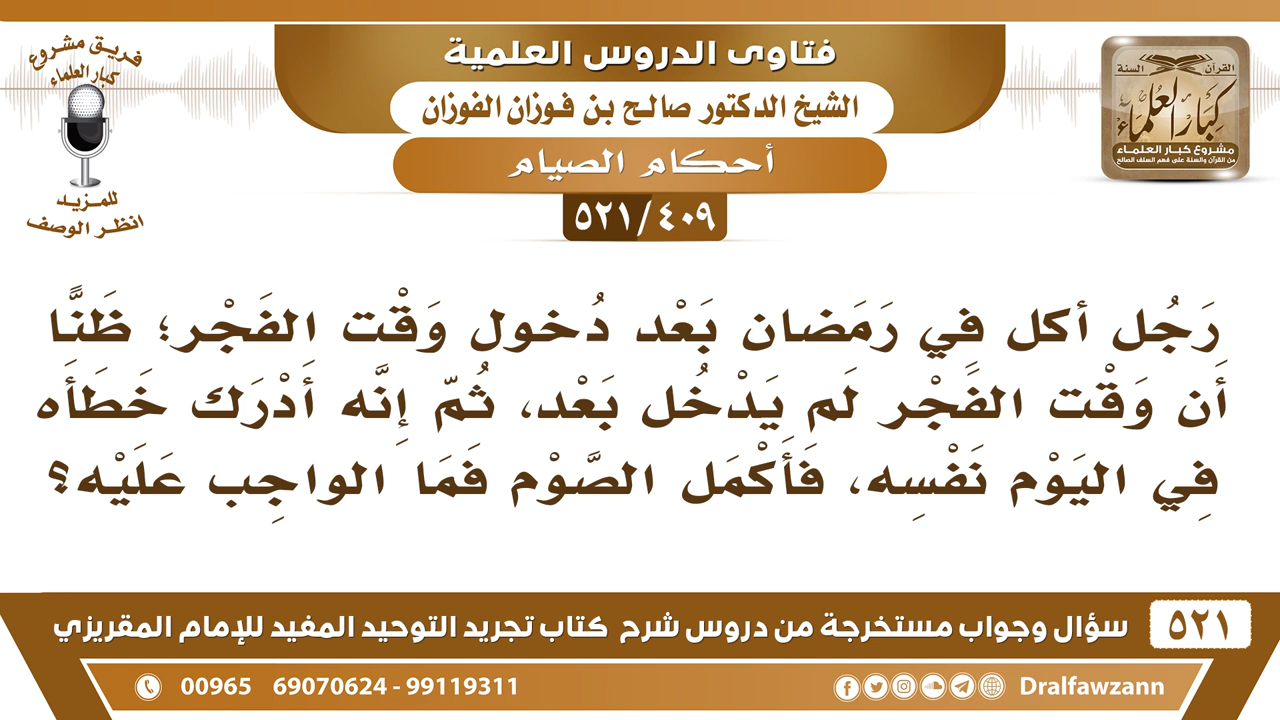 فتاوى الدروس العلمية
الشيخ الدكتور صالح بن فوزان الفوزان
أحكام الصيام
٥٢١/٤٠٩
فريق مشروع
كبار العلماء
للمزيد
انظر الوصف
القرآن السنة
كبار العلماء
مشروع كبار العلماء
من القرآن والسنة على فهم السلف الصالح
رَجُل أكل في رَمَضان بَعْد دُخول وَقْت الفَجْر؛ ظَنًّا
أَن وَقْت الفَجْر لَم يَدْخُل بَعْد، ثُمّ إِنَّه أَدْرَك خَطَأَه
فِي اليَوْم نَفْسِه، فَأَكْمَل الصَّوْم فَمَا الواجِب عَلَيْه؟
٥٢١ سؤال وجواب مستخرجة من دروس شرح كتاب تجريد التوحيد المفيد للإمام المقريزي
00965 69070624 - 99119311
Dralfawzann